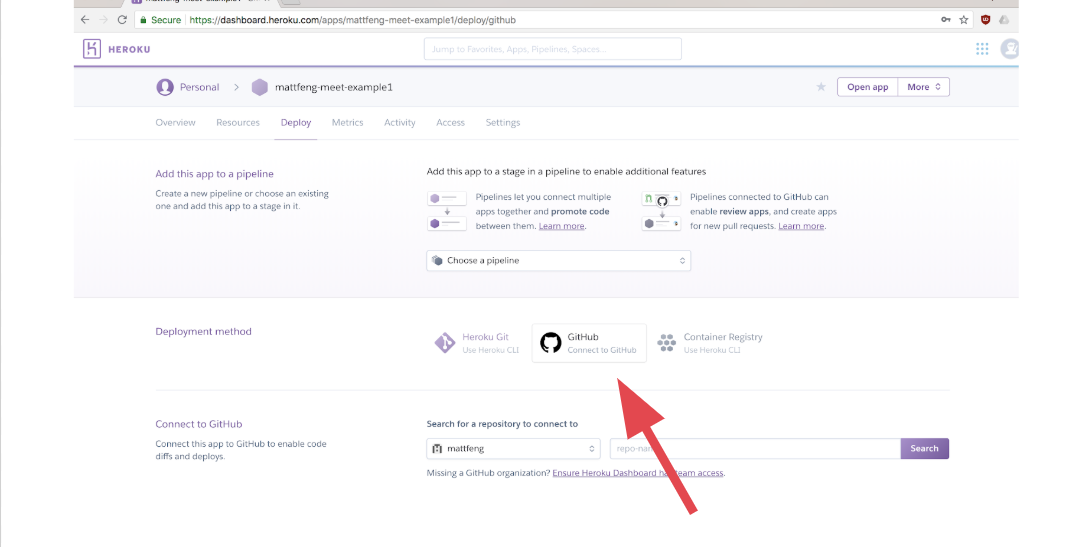 Secure https://dashboard.heroku.com/apps/mattfeng-meet-example1/deploy/github
HEROKU
Jump to Favorites, Apps, Pipelines, Spaces...
Personal > mattfeng-meet-example1
Open app
More
Overview Resources Deploy Metrics Activity Access Settings
Add this app to a pipeline
Create a new pipeline or choose an existing
one and add this app to a stage in it.
Add this app to a stage in a pipeline to enable additional features
Pipelines let you connect multiple
apps together and promote code
between them. Learn more.
Pipelines connected to GitHub can
enable review apps, and create apps
for new pull requests. Learn more.
Choose a pipeline
Deployment method
Heroku Git
Use Heroku CLI
GitHub
Connect to GitHub
Container Registry
Use Heroku CLI
Connect to GitHub
Connect this app to GitHub to enable code
diffs and deploys.
Search for a repository to connect to
mattfeng
Search
Missing a GitHub organization? Ensure Heroku Dashboard has team access.